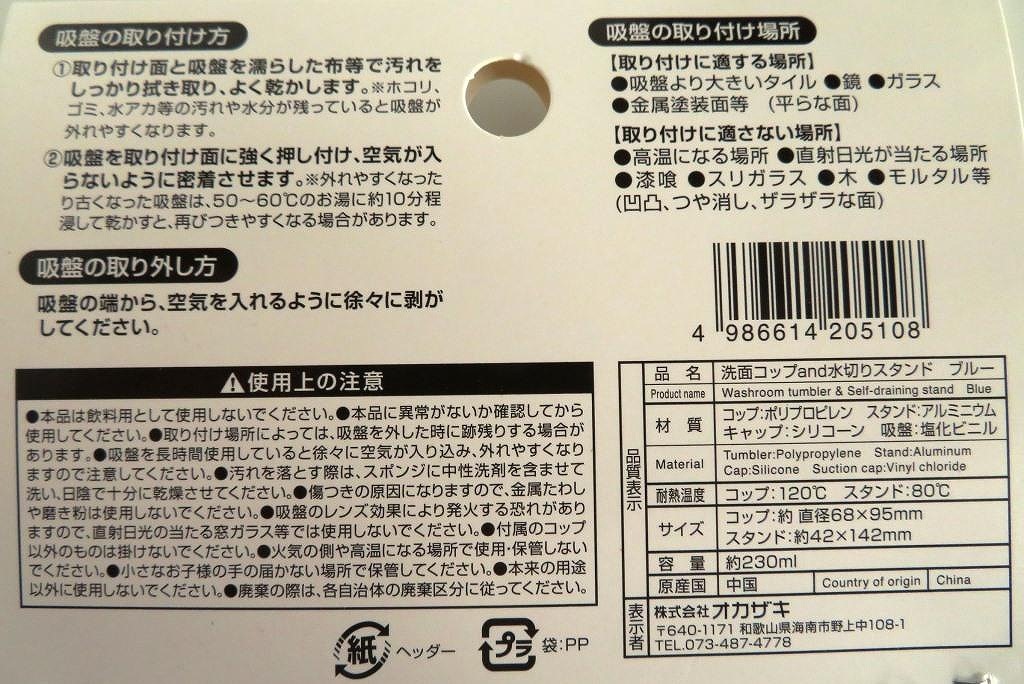 吸盤の取り付け方
①取り付け面と吸盤を濡らした布等で汚れを
しっかり拭き取り、よく乾かします。※ホコリ、
ゴミ、水アカ等の汚れや水分が残っていると吸盤が
外れやすくなります。
②吸盤を取り付け面に強く押し付け、空気が入
らないように密着させます。※外れやすくなった
り古くなった吸盤は、50〜60℃のお湯に約10分程
浸して乾かすと、再びつきやすくなる場合があります。
吸盤の取り外し方
吸盤の端から、空気を入れるように徐々に剥が
してください。
吸盤の取り付け場所
【取り付けに適する場所】
●吸盤より大きいタイル ●鏡 ●ガラス
●金属塗装面等 (平らな面)
【取り付けに適さない場所】
●高温になる場所 ●直射日光が当たる場所
●漆喰 ●スリガラス ●木 ●モルタル等
(凹凸、つや消し、ザラザラな面)
4 986614 205108
⚠使用上の注意
●本品は飲料用として使用しないでください。●本品に異常がないか確認してから
使用してください。●取り付け場所によっては、吸盤を外した時に跡残りする場合が
あります。●吸盤を長時間使用していると徐々に空気が入り込み、外れやすくなり
ますので注意してください。●汚れを落とす際は、スポンジに中性洗剤を含ませて
洗い、日陰で十分に乾燥させてください。●傷つきの原因になりますので、金属たわし
や磨き粉は使用しないでください。●吸盤のレンズ効果により発火する恐れがあり
ますので、直射日光の当たる窓ガラス等では使用しないでください。●付属のコップ
以外のものは掛けないでください。●火気の側や高温になる場所で使用・保管しない
でください。●小さなお子様の手の届かない場所で保管してください。●本来の用途
以外に使用しないでください。●廃棄の際は、各自治体の廃棄区分に従ってください。
品質表示
品名 洗面コップand水切りスタンド ブルー
Product name Washroom tumbler & Self-draining stand Blue
材質 コップ:ポリプロピレン スタンド:アルミニウム
キャップ:シリコーン 吸盤:塩化ビニル
Material Tumbler:Polypropylene Stand:Aluminum
Cap:Silicone Suction cap:Vinyl chloride
耐熱温度 コップ:120℃ スタンド:80℃
サイズ コップ:約 直径68×95mm
スタンド:約42×142mm
容量 約230ml
原産国 中国 Country of origin China
表示者 株式会社オカザキ
〒640-1171 和歌山県海南市野上中108-1
TEL.073-487-4778
紙 ヘッダー プラ 袋:PP